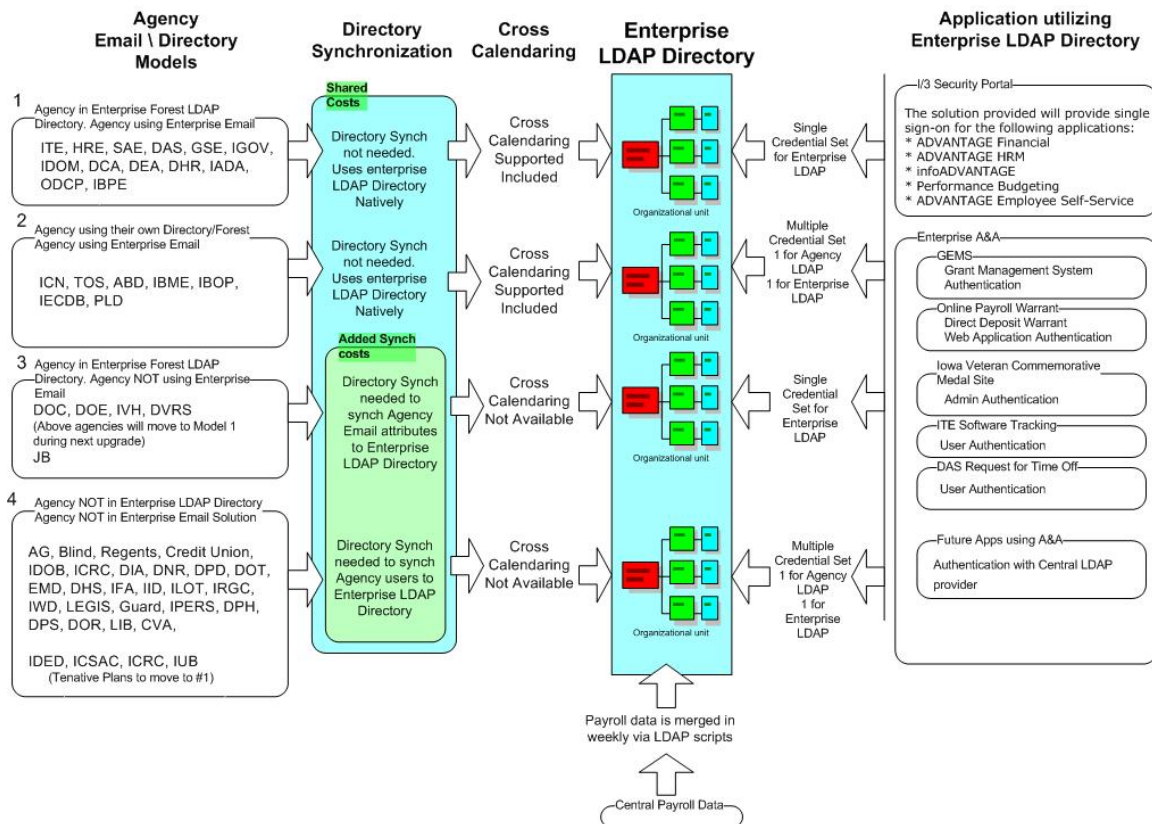 Agency
Email \ Directory
Models
Directory
Synchronization
Cross
Calendaring
Enterprise
LDAP Directory
Application utilizing
Enterprise LDAP Directory
1
Agency in Enterprise Forest LDAP
Directory. Agency using Enterprise Email
ITE, HRE, SAE, DAS, GSE, IGOV,
IDOM, DCA, DEA, DHR, IADA,
ODCP, IBPE
2
Agency using their own Directory/Forest
Agency using Enterprise Email
ICN, TOS, ABD, IBME, IBOP,
IECDB, PLD
3
Agency in Enterprise Forest LDAP
Directory. Agency NOT using Enterprise
Email
DOC, DOE, IVH, DVRS
(Above agencies will move to Model 1
during next upgrade)
JB
4
Agency NOT in Enterprise LDAP Directory
Agency NOT in Enterprise Email Solution
AG, Blind, Regents, Credit Union,
IDOB, ICRC, DIA, DNR, DPD, DOT,
EMD, DHS, IFA, IID, ILOT, IRGC,
IWD, LEGIS, Guard, IPERS, DPH,
DPS, DOR, LIB, CVA,
IDED, ICSAC, ICRC, IUB
(Tenative Plans to move to #1)
Shared
Costs
Directory Synch
not needed.
Uses enterprise
LDAP Directory
Natively
Directory Synch
not needed.
Uses enterprise
LDAP Directory
Natively
Added Synch
costs
Directory Synch
needed to
synch Agency
Email attributes
to Enterprise
LDAP Directory
Directory Synch
needed to synch
Agency users to
Enterprise LDAP
Directory
Cross
Calendaring
Supported
Included
Cross
Calendaring
Supported
Included
Cross
Calendaring
Not Available
Cross
Calendaring
Not Available
Organizational unit
Organizational unit
Organizational unit
Organizational unit
Payroll data is merged in
weekly via LDAP scripts
Central Payroll Data
Single
Credential Set
for Enterprise
LDAP
Multiple
Credential Set
1 for Agency
LDAP
1 for Enterprise
LDAP
Single
Credential
Set for
Enterprise
LDAP
Multiple
Credential Set
1 for Agency
LDAP
1 for
Enterprise
LDAP
I/3 Security Portal
The solution provided will provide single
sign-on for the following applications:
* ADVANTAGE Financial
* ADVANTAGE HRM
* infoADVANTAGE
* Performance Budgeting
* ADVANTAGE Employee Self-Service
Enterprise A&A
GEMS
Grant Management System
Authentication
Online Payroll Warrant
Direct Deposit Warrant
Web Application Authentication
Iowa Veteran Commemorative
Medal Site
Admin Authentication
ITE Software Tracking
User Authentication
DAS Request for Time Off
User Authentication
Future Apps using A&A
Authentication with Central LDAP
provider